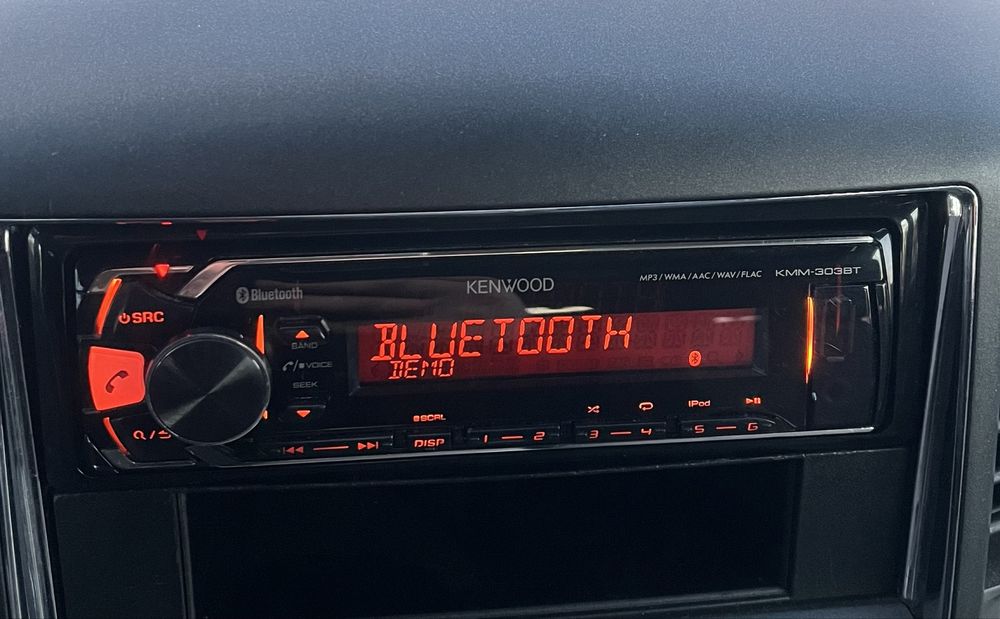 MP3/WMA/AAC/WAV/FLAC KMM-303BT
KENWOOD
Bluetooth
SRC
BLUETOOTH
DEMO
BAND
VOICE
SEEK
SCRL
iPod
DISP
1 2 3 4 5 6